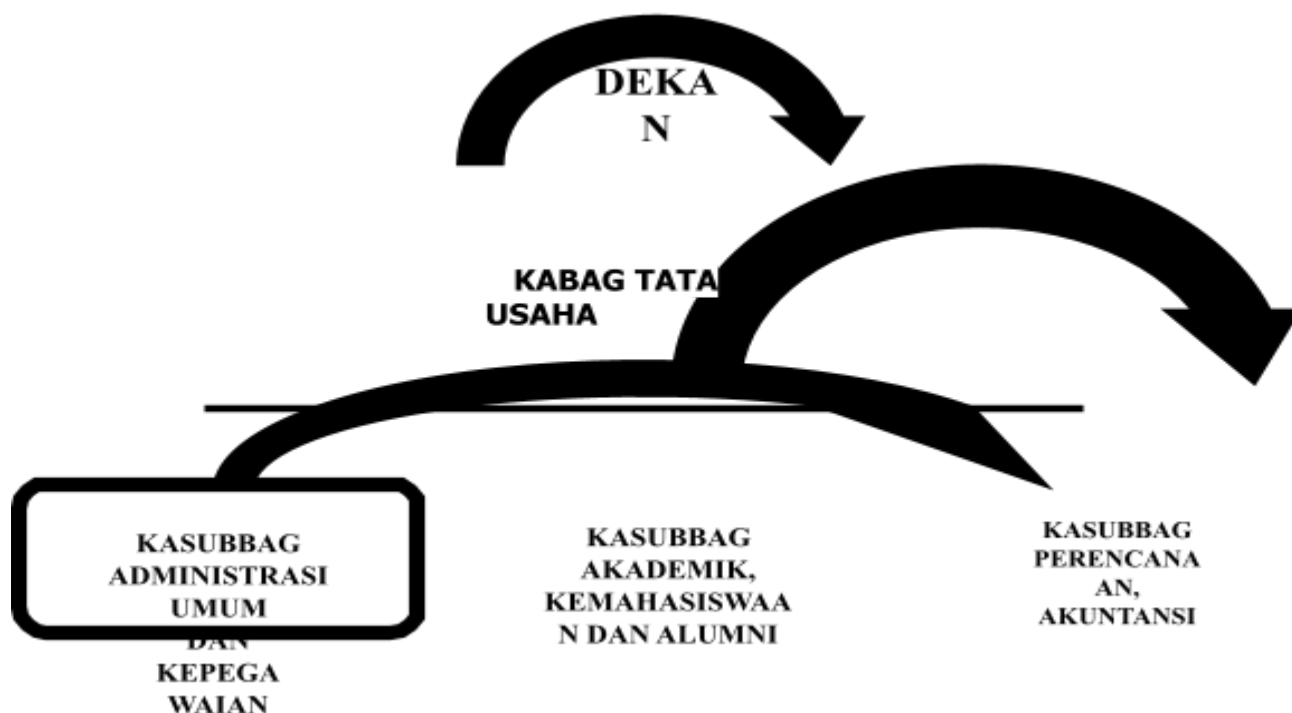 DEKA
N
KABAG TATA
USAHA
KASUBBAG
ADMINISTRASI
UMUM
DAN
KEPEGA
WAIAN
KASUBBAG
AKADEMIK,
KEMAHASISWAA
N DAN ALUMNI
KASUBBAG
PERENCANA
AN,
AKUNTANSI